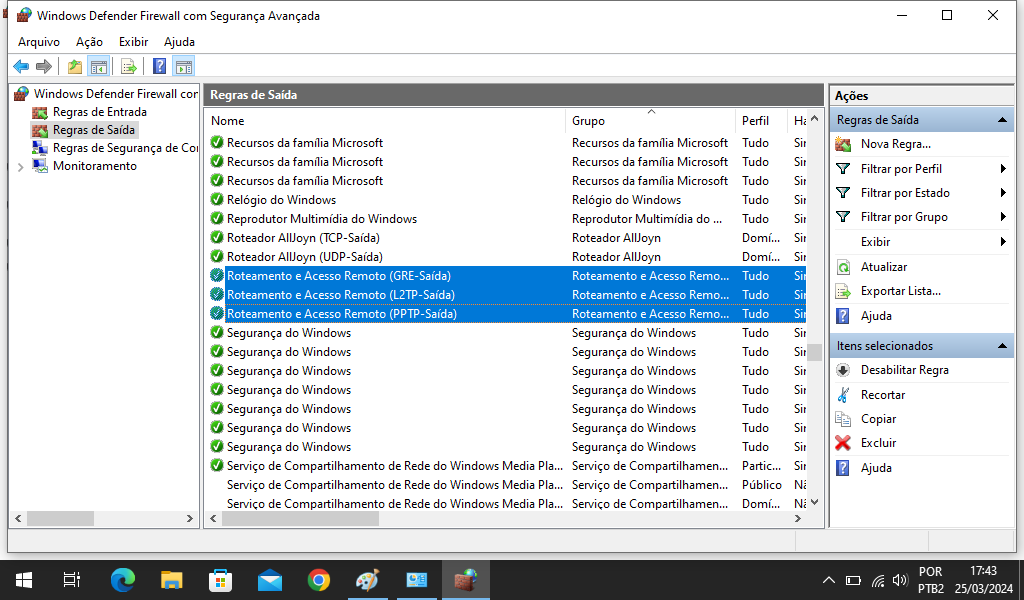 Windows Defender Firewall com Segurança Avançada
Arquivo Ação Exibir Ajuda
Windows Defender Firewall cor
Regras de Entrada
Regras de Saída
Regras de Segurança de Cor
Monitoramento
Regras de Saída
Nome Grupo Perfil Ha
Recursos da família Microsoft Recursos da família Microsoft Tudo Sir
Recursos da família Microsoft Recursos da família Microsoft Tudo Sir
Recursos da família Microsoft Recursos da família Microsoft Tudo Sir
Relógio do Windows Relógio do Windows Tudo Sir
Reprodutor Multimídia do Windows Reprodutor Multimídia do ... Tudo Sir
Roteador AllJoyn (TCP-Saída) Roteador AllJoyn Domí... Sir
Roteador AllJoyn (UDP-Saída) Roteador AllJoyn Domí... Sir
Roteamento e Acesso Remoto (GRE-Saída) Roteamento e Acesso Remo... Tudo Sir
Roteamento e Acesso Remoto (L2TP-Saída) Roteamento e Acesso Remo... Tudo Sir
Roteamento e Acesso Remoto (PPTP-Saída) Roteamento e Acesso Remo... Tudo Sir
Segurança do Windows Segurança do Windows Tudo Sir
Segurança do Windows Segurança do Windows Tudo Sir
Segurança do Windows Segurança do Windows Tudo Sir
Segurança do Windows Segurança do Windows Tudo Sir
Segurança do Windows Segurança do Windows Tudo Sir
Segurança do Windows Segurança do Windows Tudo Sir
Segurança do Windows Segurança do Windows Tudo Sir
Serviço de Compartilhamento de Rede do Windows Media Pla... Serviço de Compartilhamen... Partic... Sir
Serviço de Compartilhamento de Rede do Windows Media Pla... Serviço de Compartilhamen... Público Nã
Serviço de Compartilhamento de Rede do Windows Media Pla... Serviço de Compartilhamen... Domí... Nã
Ações
Regras de Saída
Nova Regra...
Filtrar por Perfil
Filtrar por Estado
Filtrar por Grupo
Exibir
Atualizar
Exportar Lista...
Ajuda
Itens selecionados
Desabilitar Regra
Recortar
Copiar
Excluir
Ajuda
POR 17:43
PTB2 25/03/2024